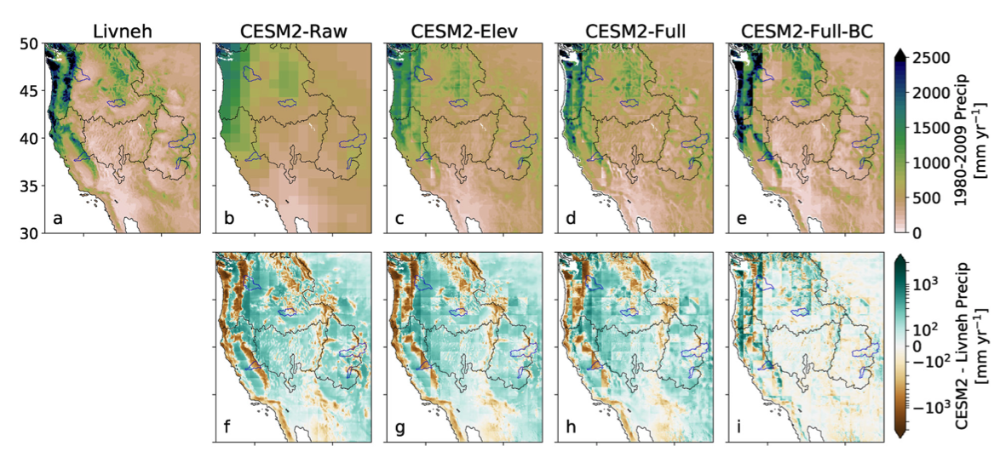 Livneh
CESM2-Raw
CESM2-Elev
CESM2-Full
CESM2-Full-BC
50
45
40
35
30
a
b
c
d
e
2500
2000
1500
1000
500
0
1980-2009 Precip
[mm yr⁻¹]
f
g
h
i
10³
10²
0
−10²
−10³
CESM2 - Livneh Precip
[mm yr⁻¹]